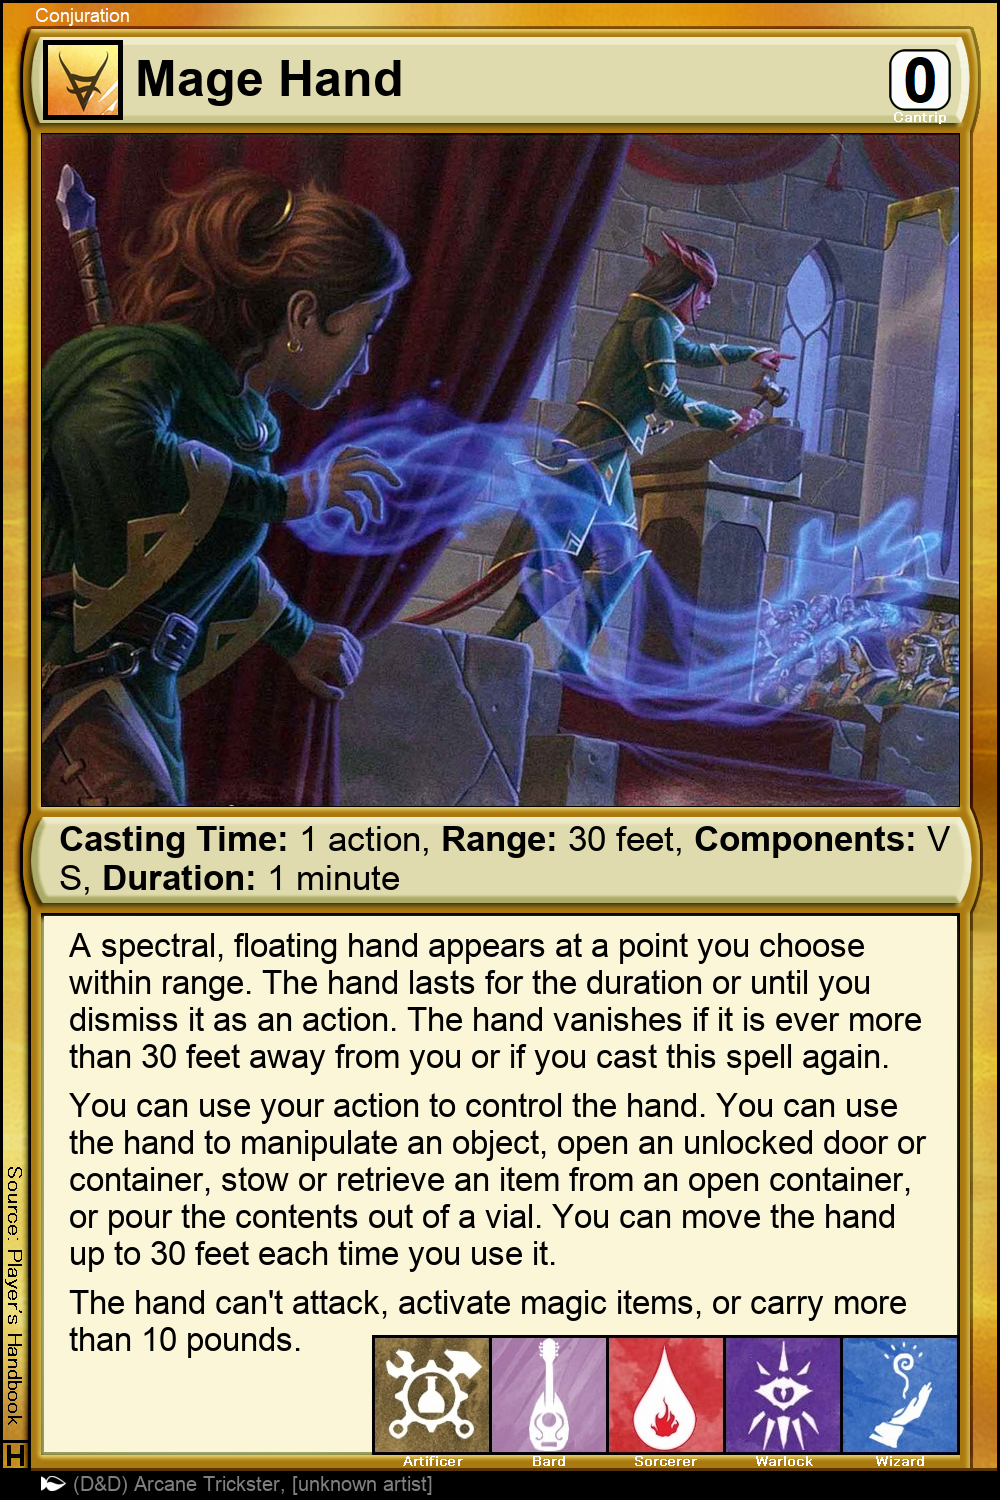 Conjuration
Mage Hand
0
Cantrip
Casting Time: 1 action, Range: 30 feet, Components: V
S, Duration: 1 minute
A spectral, floating hand appears at a point you choose
within range. The hand lasts for the duration or until you
dismiss it as an action. The hand vanishes if it is ever more
than 30 feet away from you or if you cast this spell again.
You can use your action to control the hand. You can use
the hand to manipulate an object, open an unlocked door or
container, stow or retrieve an item from an open container,
or pour the contents out of a vial. You can move the hand
up to 30 feet each time you use it.
The hand can't attack, activate magic items, or carry more
than 10 pounds.
Artificer
Bard
Sorcerer
Warlock
Wizard
Source: Player's Handbook
H
(D&D) Arcane Trickster, [unknown artist]